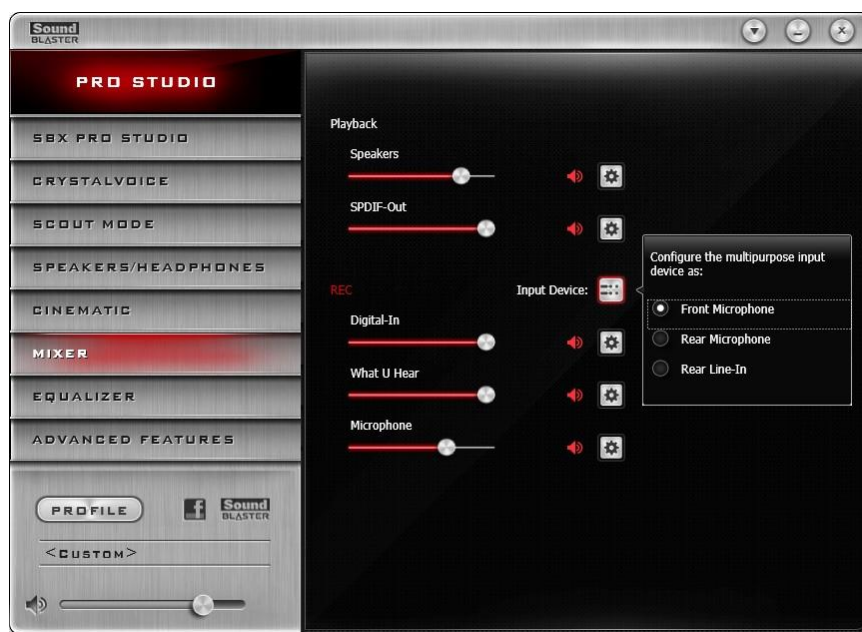 Sound
BLASTER
PRO STUDIO
SBX PRO STUDIO
CRYSTALVOICE
SCOUT MODE
SPEAKERS/HEADPHONES
CINEMATIC
MIXER
EQUALIZER
ADVANCED FEATURES
PROFILE
f
Sound
BLASTER
<CUSTOM>
Playback
Speakers
SPDIF-Out
REC
Input Device:
Digital-In
What U Hear
Microphone
Configure the multipurpose input
device as:
Front Microphone
Rear Microphone
Rear Line-In